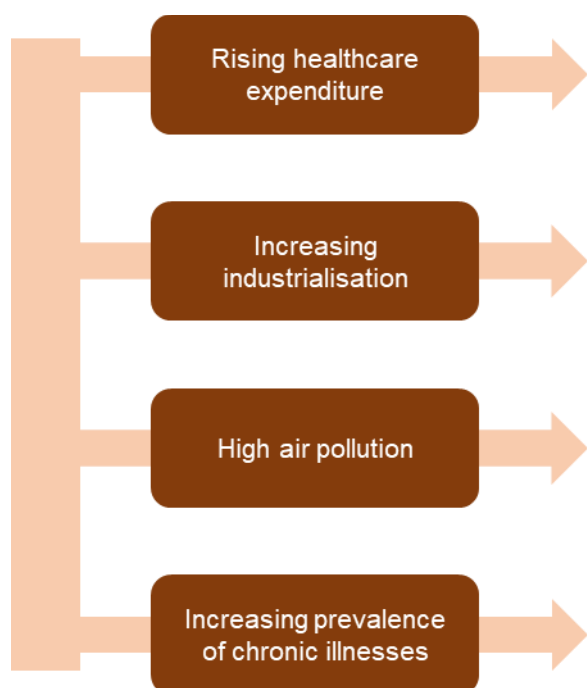 Rising healthcare
expenditure
Increasing
industrialisation
High air pollution
Increasing prevalence
of chronic illnesses